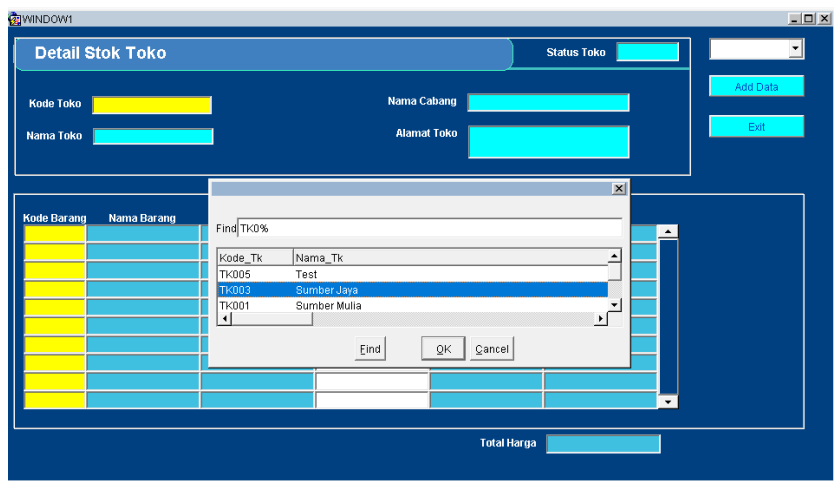 WINDOW1
Detail Stok Toko
Status Toko
Add Data
Kode Toko
Nama Cabang
Exit
Nama Toko
Alamat Toko
Kode Barang Nama Barang
Find TK0%
Kode_Tk Nama_Tk
TK005 Test
TK003 Sumber Jaya
TK001 Sumber Mulia
Find OK Cancel
Total Harga